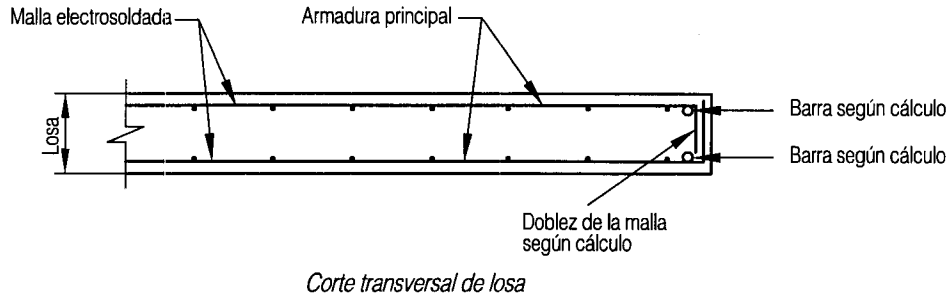 Malla electrosoldada
Armadura principal
Losa
Barra según cálculo
Barra según cálculo
Doblez de la malla
según cálculo
Corte transversal de losa